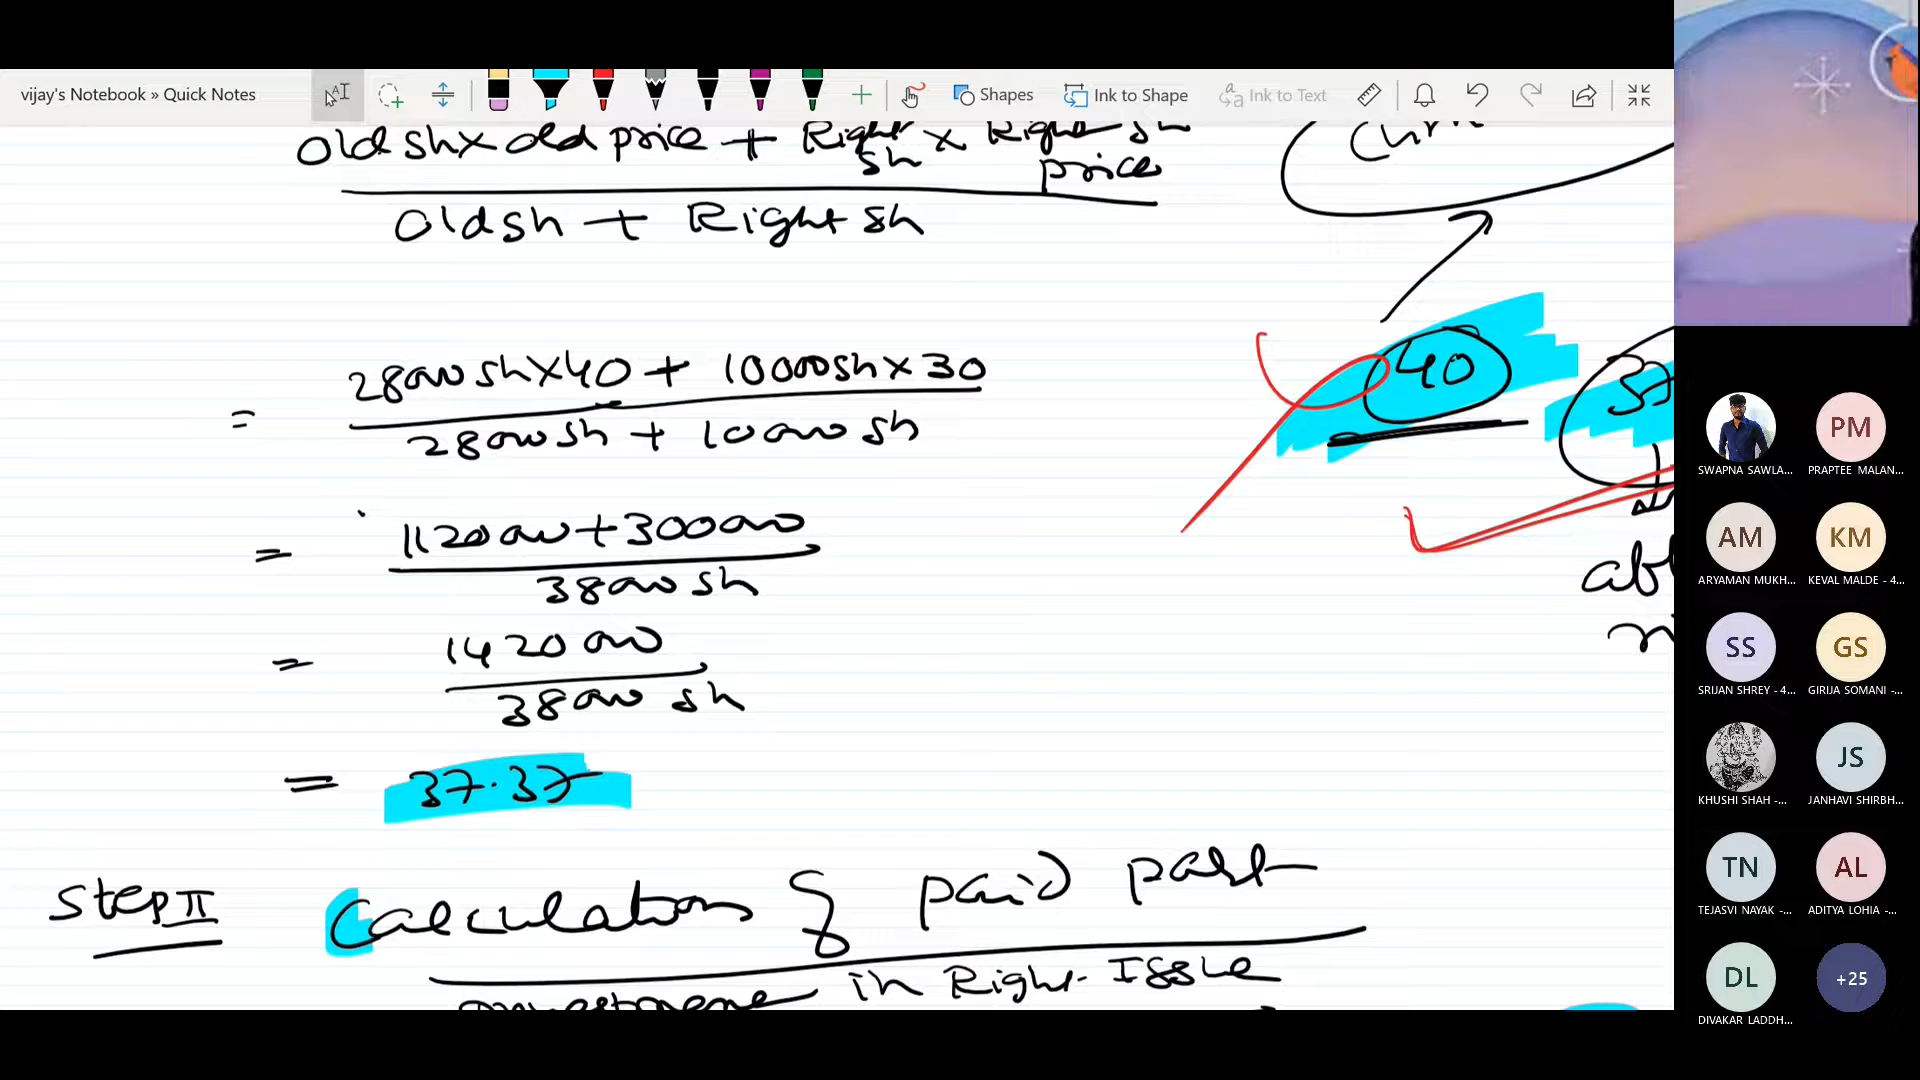 vijay's Notebook » Quick Notes
Shapes
Ink to Shape
Ink to Text
old sh x old price + Right sh x Right sh price
old sh + Right sh
= 28000 sh x 40 + 10000 sh x 30
28000 sh + 10000 sh
= 1120000 + 300000
38000 sh
= 1420000
38000 sh
= 37.37
40
37
Step II Calculation of paid part
in Right Issue
SWAPNA SAWLA...
PM
PRAPTEE MALAN...
AM
ARYAMAN MUKH...
KM
KEVAL MALDE - 4...
SS
SRIJAN SHREY - 4...
GS
GIRIJA SOMANI -...
KHUSHI SHAH -...
JS
JANHAVI SHIRBH...
TN
TEJASVI NAYAK -...
AL
ADITYA LOHIA -...
DL
DIVAKAR LADDH...
+25